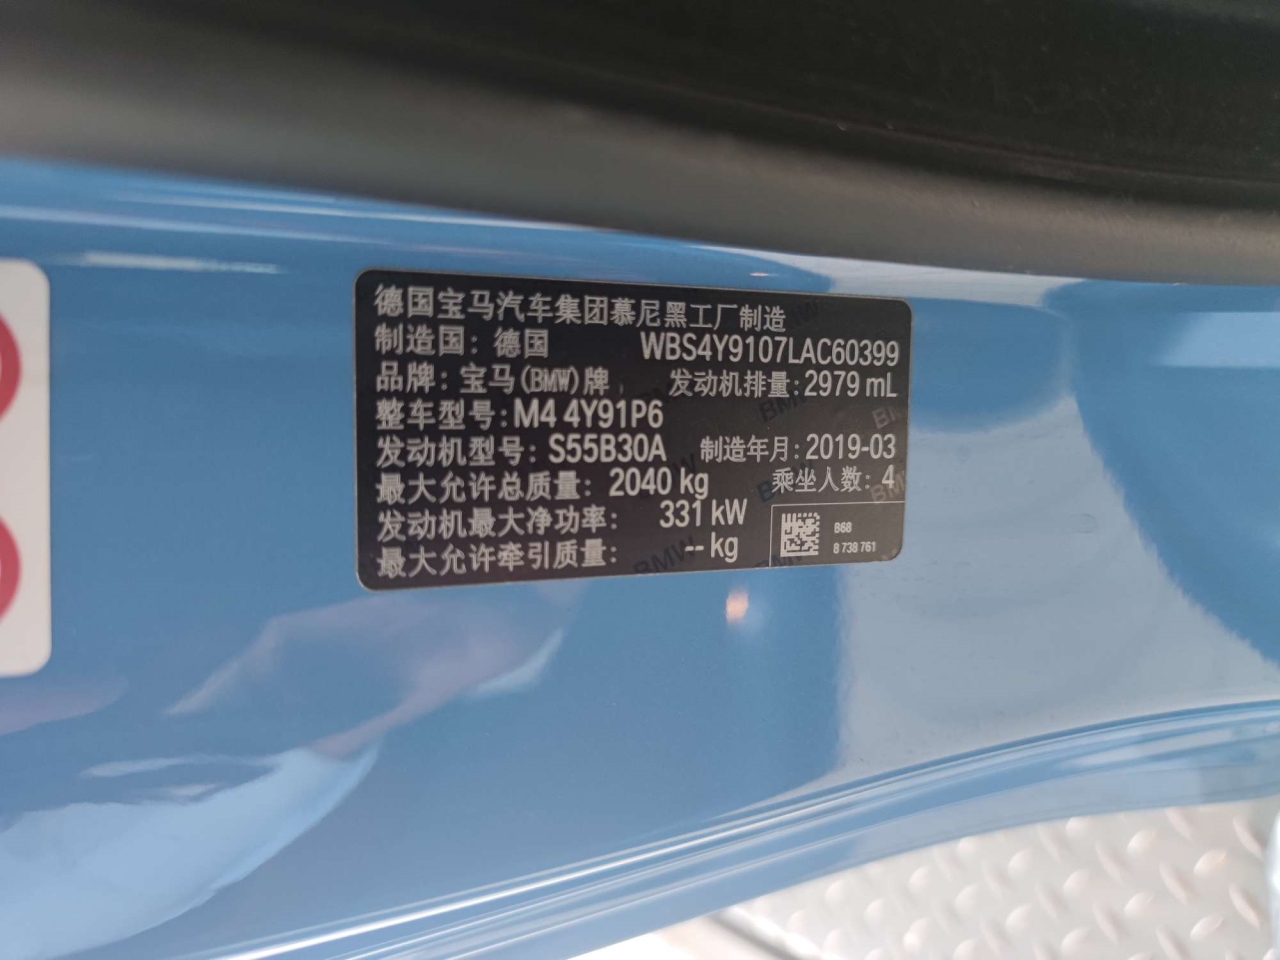 德国宝马汽车集团慕尼黑工厂制造
制造国：德国 WBS4Y9107LAC60399
品牌：宝马(BMW)牌 发动机排量：2979 mL
整车型号：M4 4Y91P6
发动机型号：S55B30A 制造年月：2019-03
最大允许总质量：2040 kg 乘坐人数：4
发动机最大净功率：331 kW
最大允许牵引质量：-- kg
B68
8 738 761